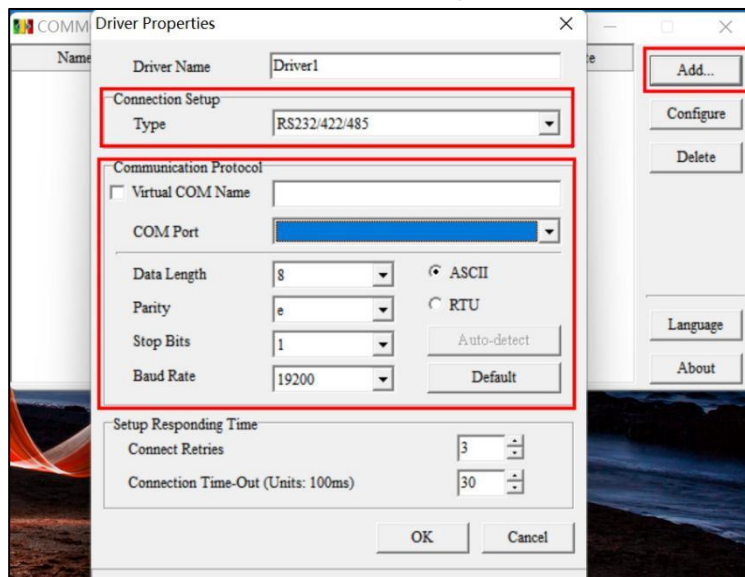 COMM
Driver Properties
Name
te
Driver Name
Driver1
Add...
Connection Setup
Type
RS232/422/485
Configure
Delete
Communication Protocol
Virtual COM Name
COM Port
Data Length
8
ASCII
Parity
e
RTU
Stop Bits
1
Auto-detect
Language
Baud Rate
19200
Default
About
Setup Responding Time
Connect Retries
3
Connection Time-Out (Units: 100ms)
30
OK
Cancel